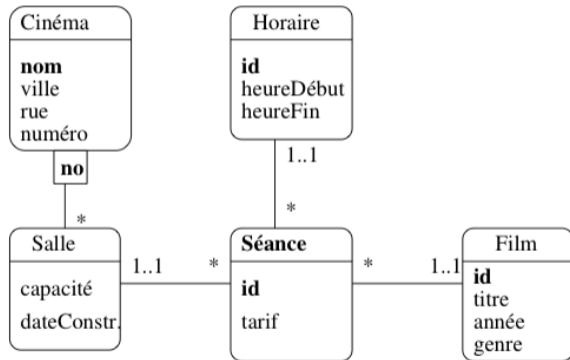 Cinéma
nom
ville
rue
numéro
no
*
Horaire
id
heureDébut
heureFin
1..1
*
Salle
capacité
dateConstr.
1..1
*
Séance
id
tarif
*
1..1
Film
id
titre
année
genre